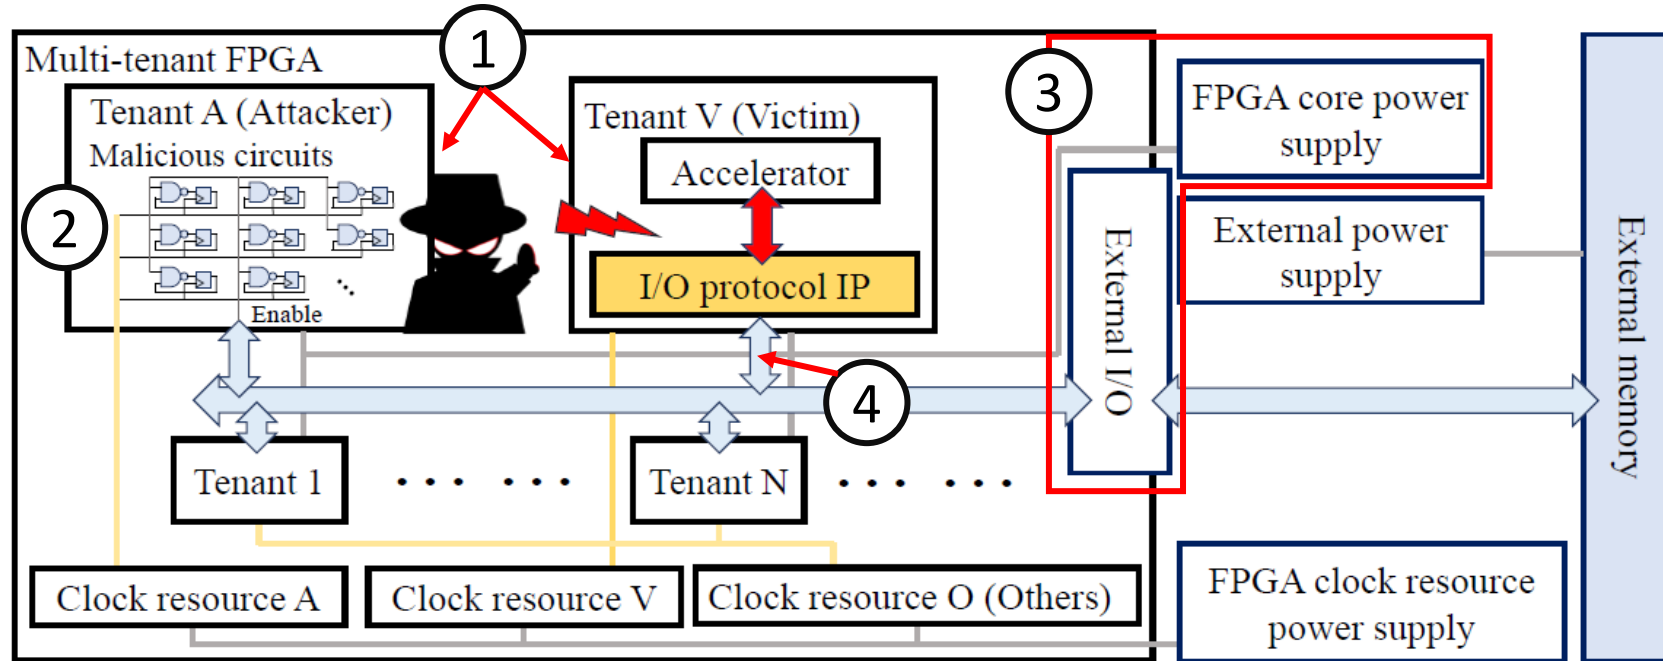 1
Multi-tenant FPGA
3
Tenant A (Attacker)
Malicious circuits
2
Enable
Tenant V (Victim)
Accelerator
I/O protocol IP
4
External I/O
FPGA core power
supply
External power
supply
External memory
Tenant 1
... ...
Tenant N
... ...
Clock resource A
Clock resource V
Clock resource O (Others)
FPGA clock resource
power supply